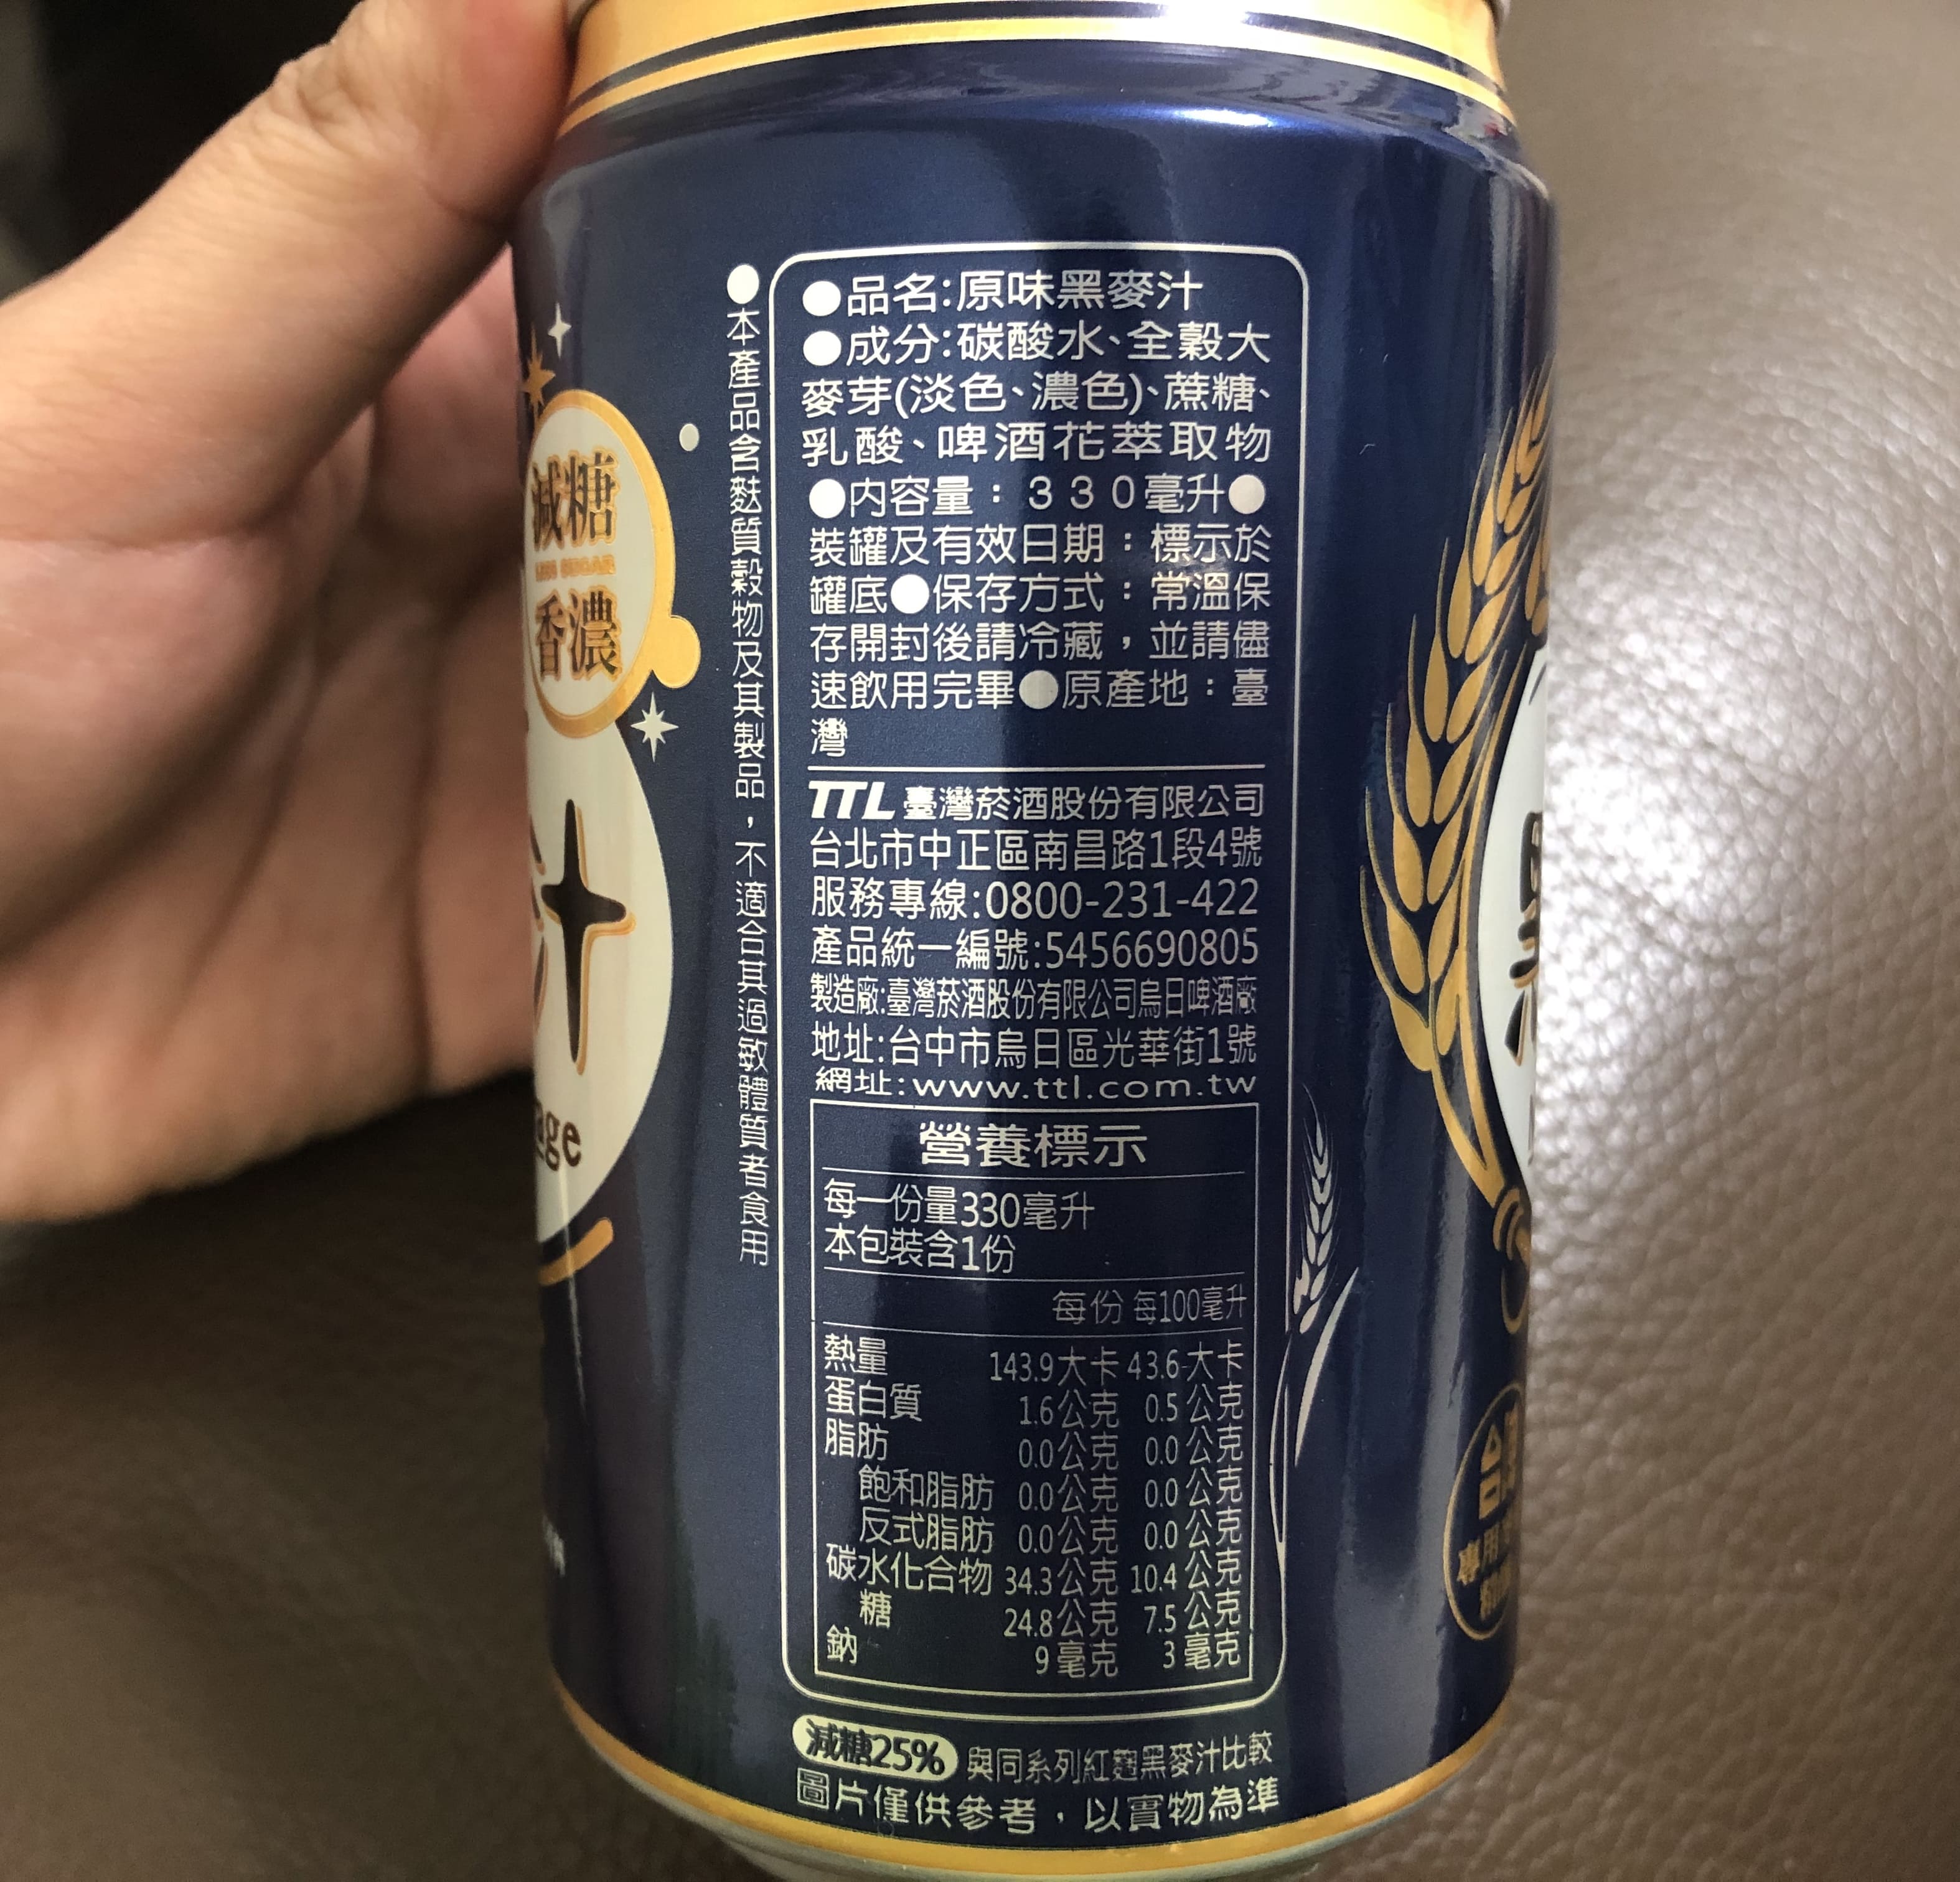 減糖
LESS SUGAR
香濃
汁
age
●本產品含麩質穀物及其製品，不適合其過敏體質者食用
●品名:原味黑麥汁
●成分:碳酸水、全穀大
麥芽(淡色、濃色)、蔗糖、
乳酸、啤酒花萃取物
●內容量：330毫升●
裝罐及有效日期：標示於
罐底●保存方式：常溫保
存開封後請冷藏，並請儘
速飲用完畢●原產地：臺
灣
TTL 臺灣菸酒股份有限公司
台北市中正區南昌路1段4號
服務專線:0800-231-422
產品統一編號:5456690805
製造廠:臺灣菸酒股份有限公司烏日啤酒廠
地址:台中市烏日區光華街1號
網址:www.ttl.com.tw
營養標示
每一份量330毫升
本包裝含1份
每份 每100毫升
熱量 143.9大卡 43.6大卡
蛋白質 1.6公克 0.5公克
脂肪 0.0公克 0.0公克
飽和脂肪 0.0公克 0.0公克
反式脂肪 0.0公克 0.0公克
碳水化合物 34.3公克 10.4公克
糖 24.8公克 7.5公克
鈉 9毫克 3毫克
減糖25% 與同系列紅麴黑麥汁比較
圖片僅供參考，以實物為準
黑
台
專用